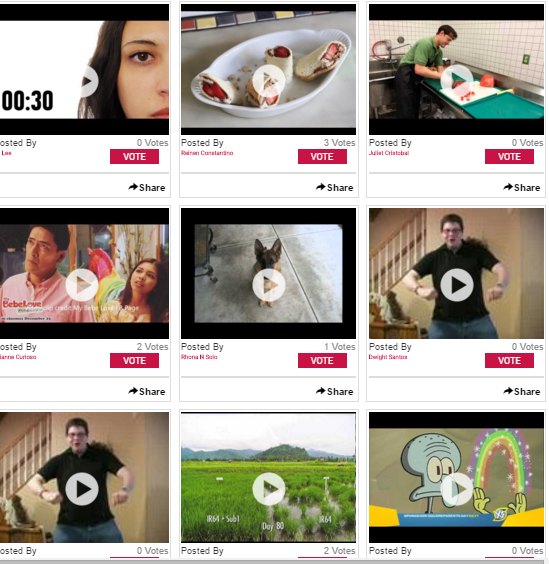 00:30
osted By 0 Votes
Lee VOTE
Share
Posted By 3 Votes
Reinen Constantino VOTE
Share
Posted By 0 Votes
Juliet Cristobal VOTE
Share
BebeLove
credit My Bebe Love FB Page
osted By 2 Votes
ianne Curioso VOTE
Share
Posted By 1 Votes
Rhona N Solo VOTE
Share
Posted By 0 Votes
Dwight Santos VOTE
Share
osted By 0 Votes
IR64 + Sub1 IR64
Day 80
Posted By 2 Votes
Posted By 0 Votes